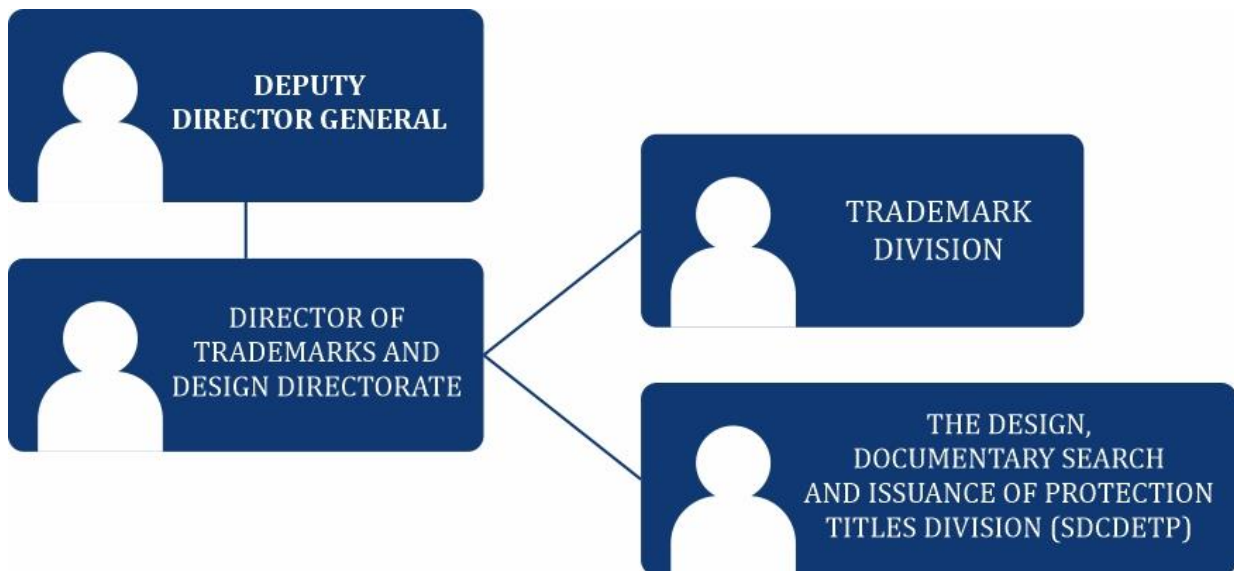 DEPUTY
DIRECTOR GENERAL
DIRECTOR OF
TRADEMARKS AND
DESIGN DIRECTORATE
TRADEMARK
DIVISION
THE DESIGN,
DOCUMENTARY SEARCH
AND ISSUANCE OF PROTECTION
TITLES DIVISION (SDCDETP)